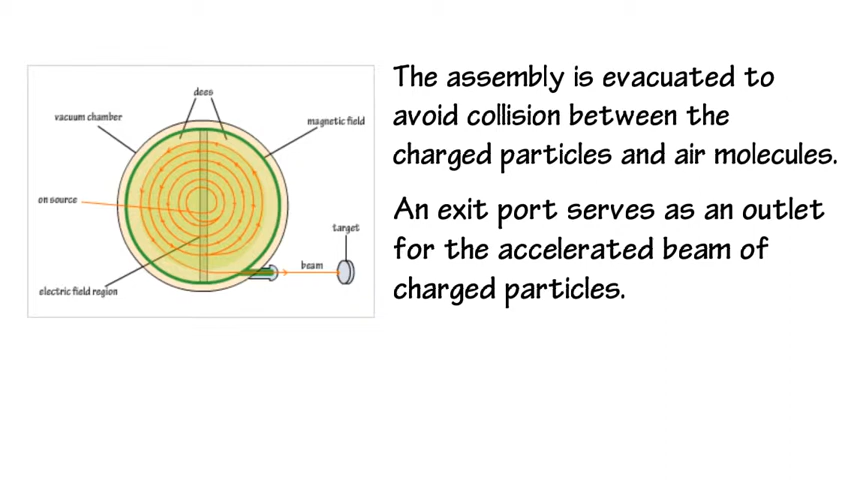 dees
vacuum chamber
magnetic field
on source
target
beam
electric field region
The assembly is evacuated to
avoid collision between the
charged particles and air molecules.
An exit port serves as an outlet
for the accelerated beam of
charged particles.